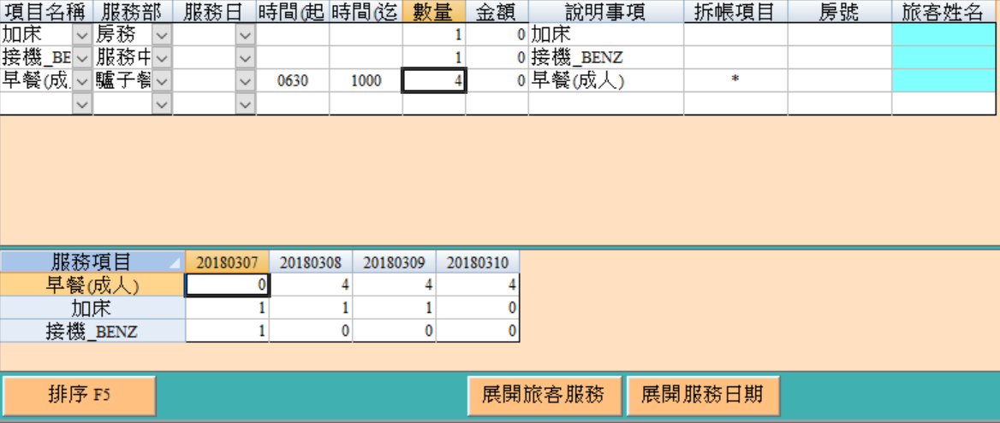 項目名稱 服務部 服務日 時間(起 時間(迄 數量 金額 說明事項 拆帳項目 房號 旅客姓名
加床 房務 1 0 加床
接機_BE 服務中 1 0 接機_BENZ
早餐(成. 驢子餐 0630 1000 4 0 早餐(成人) *
服務項目 20180307 20180308 20180309 20180310
早餐(成人) 0 4 4 4
加床 1 1 1 0
接機_BENZ 1 0 0 0
排序 F5 展開旅客服務 展開服務日期